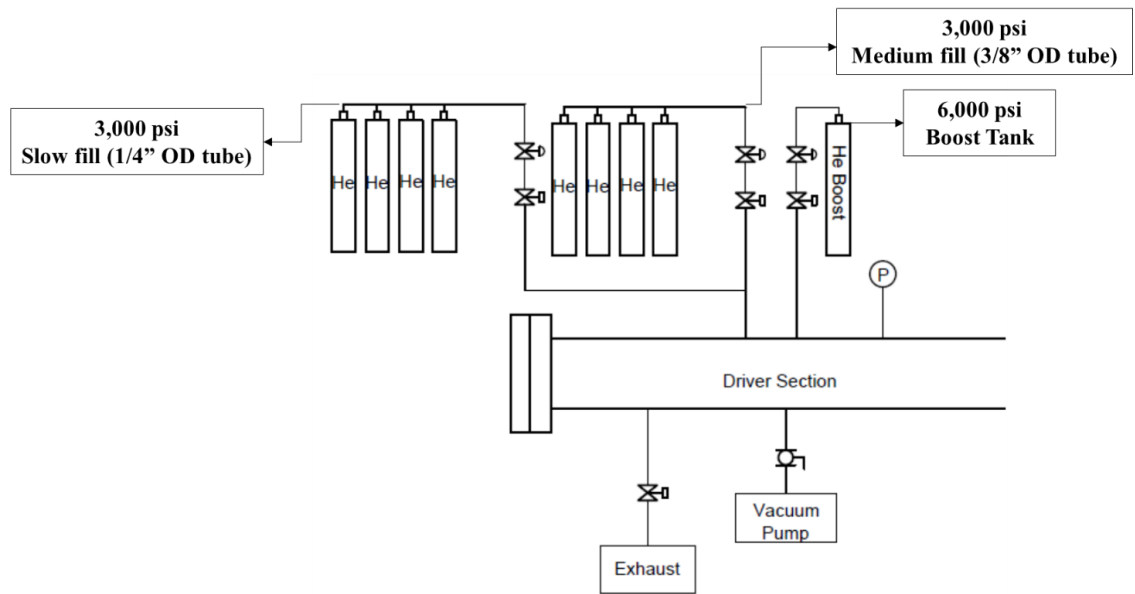 3,000 psi
Medium fill (3/8” OD tube)
3,000 psi
Slow fill (1/4” OD tube)
6,000 psi
Boost Tank
He He He He
He He He He
He Boost
P
Driver Section
Vacuum
Pump
Exhaust